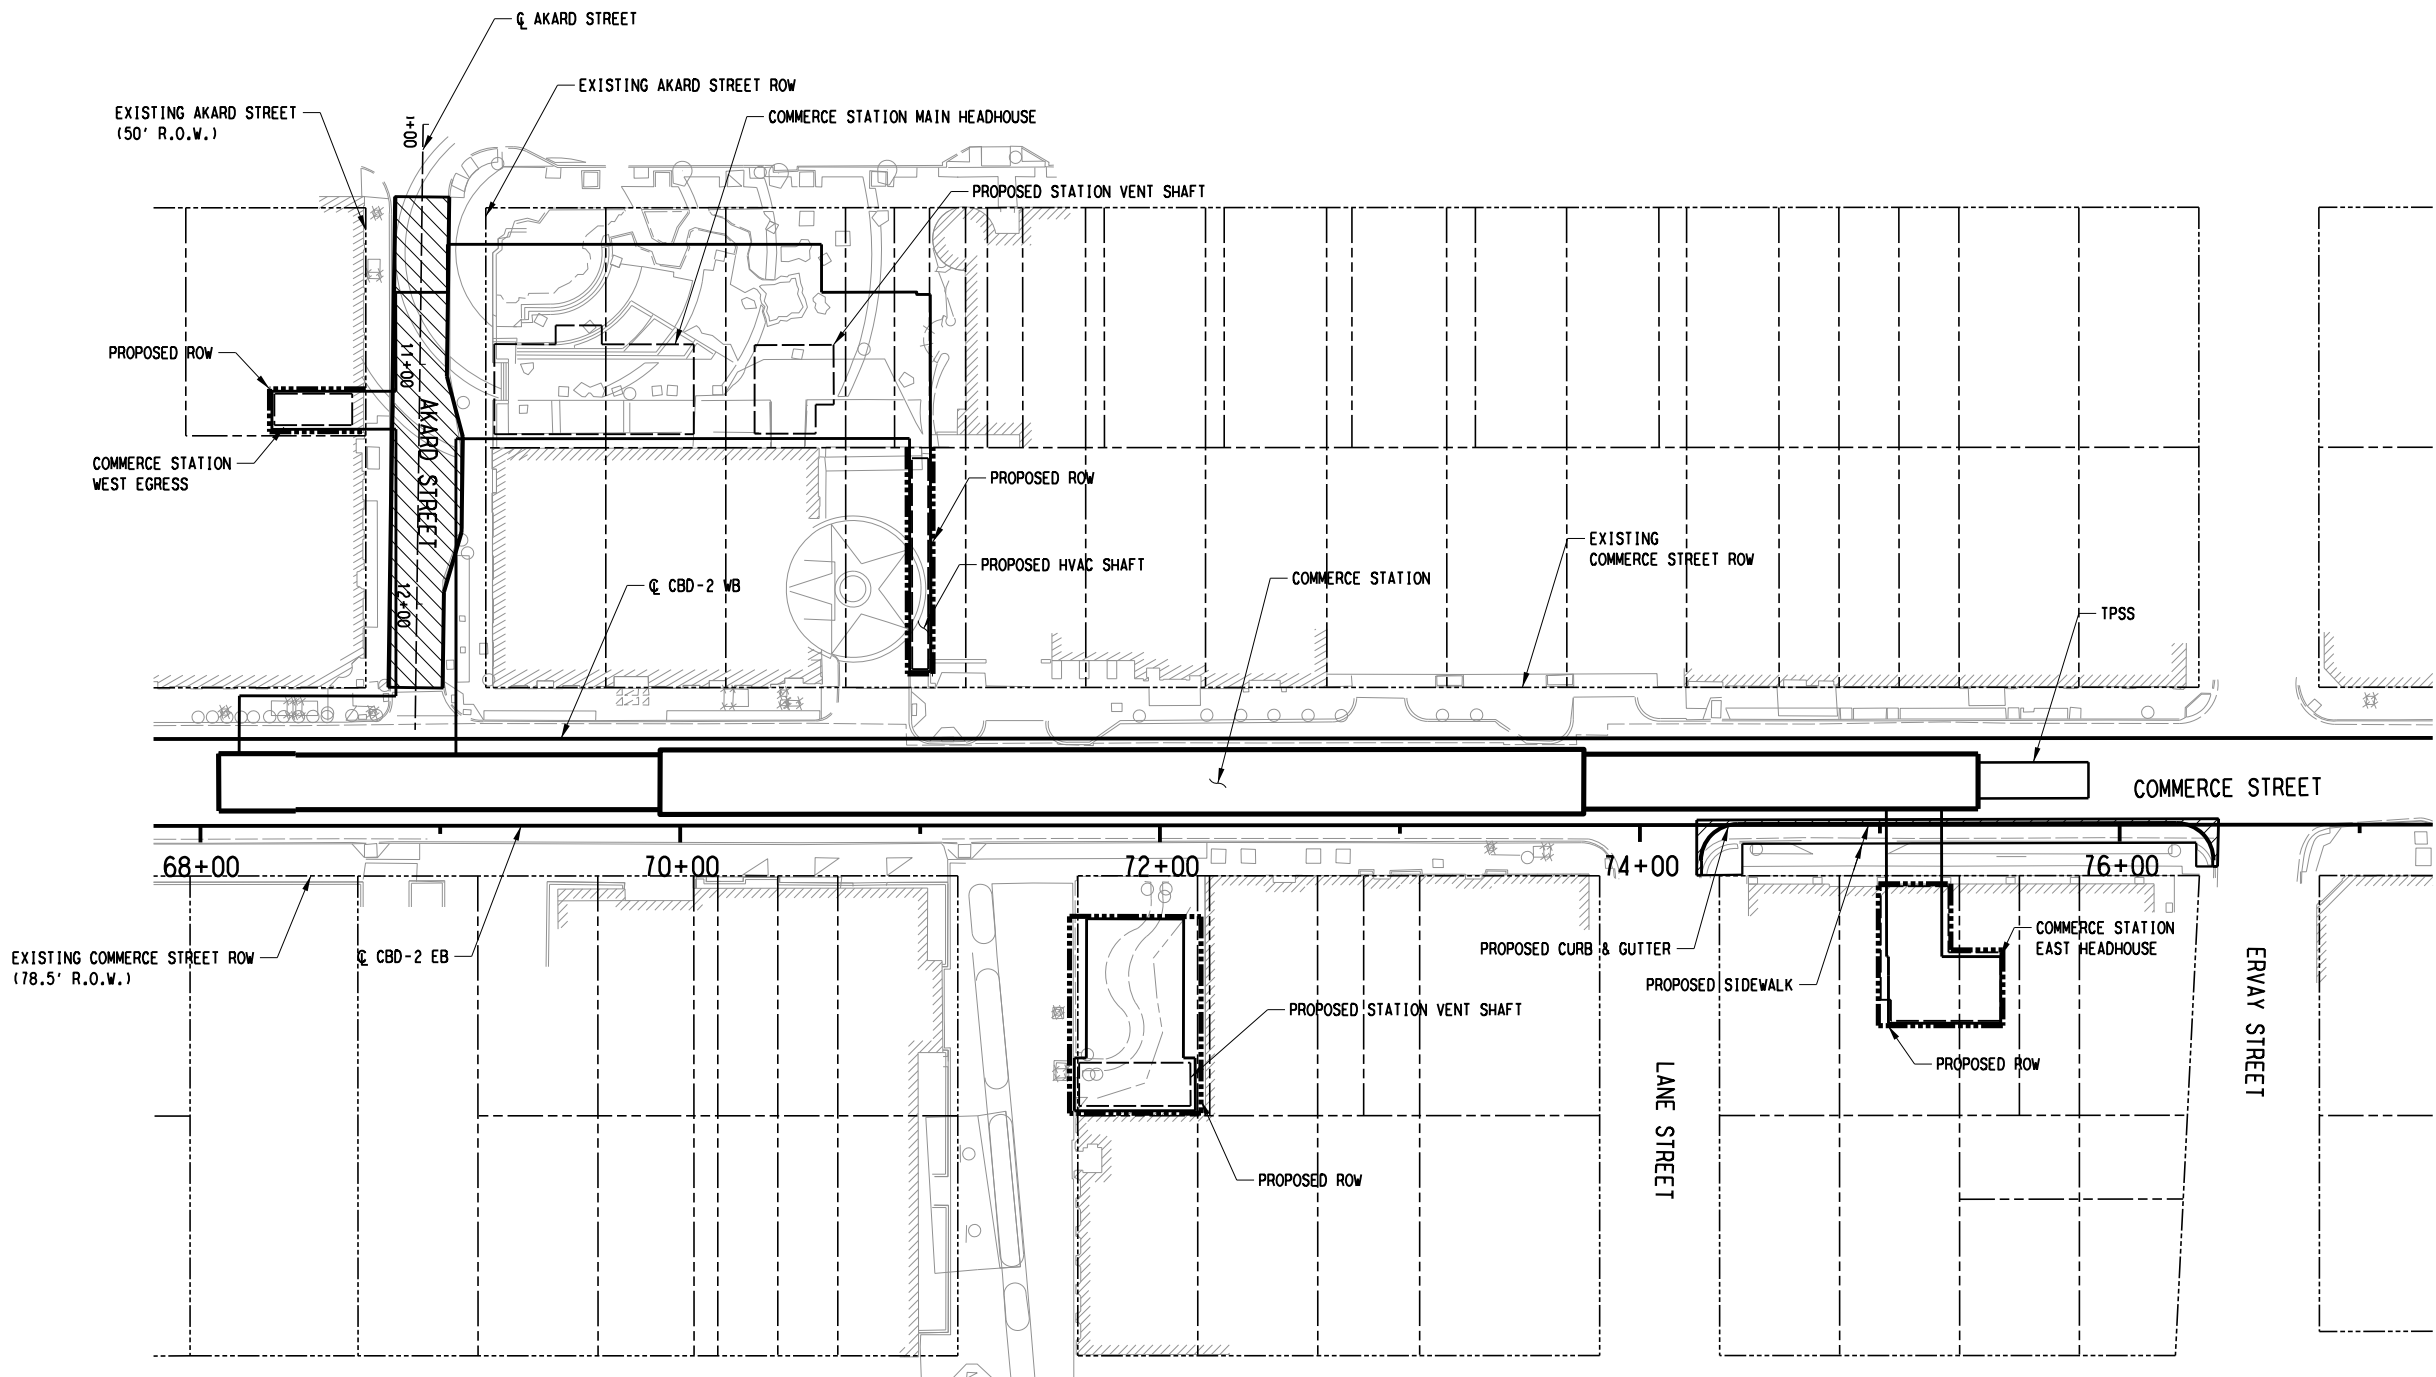 ℄ AKARD STREET
EXISTING AKARD STREET ROW
EXISTING AKARD STREET
(50' R.O.W.)
COMMERCE STATION MAIN HEADHOUSE
1+00
PROPOSED STATION VENT SHAFT
PROPOSED ROW
11+00
AKARD STREET
COMMERCE STATION
WEST EGRESS
PROPOSED ROW
EXISTING
COMMERCE STREET ROW
PROPOSED HVAC SHAFT
COMMERCE STATION
℄ CBD-2 WB
12+00
TPSS
COMMERCE STREET
68+00
70+00
72+00
74+00
76+00
EXISTING COMMERCE STREET ROW
(78.5' R.O.W.)
℄ CBD-2 EB
PROPOSED CURB & GUTTER
COMMERCE STATION
EAST HEADHOUSE
PROPOSED SIDEWALK
ERVAY STREET
PROPOSED STATION VENT SHAFT
PROPOSED ROW
LANE STREET
PROPOSED ROW